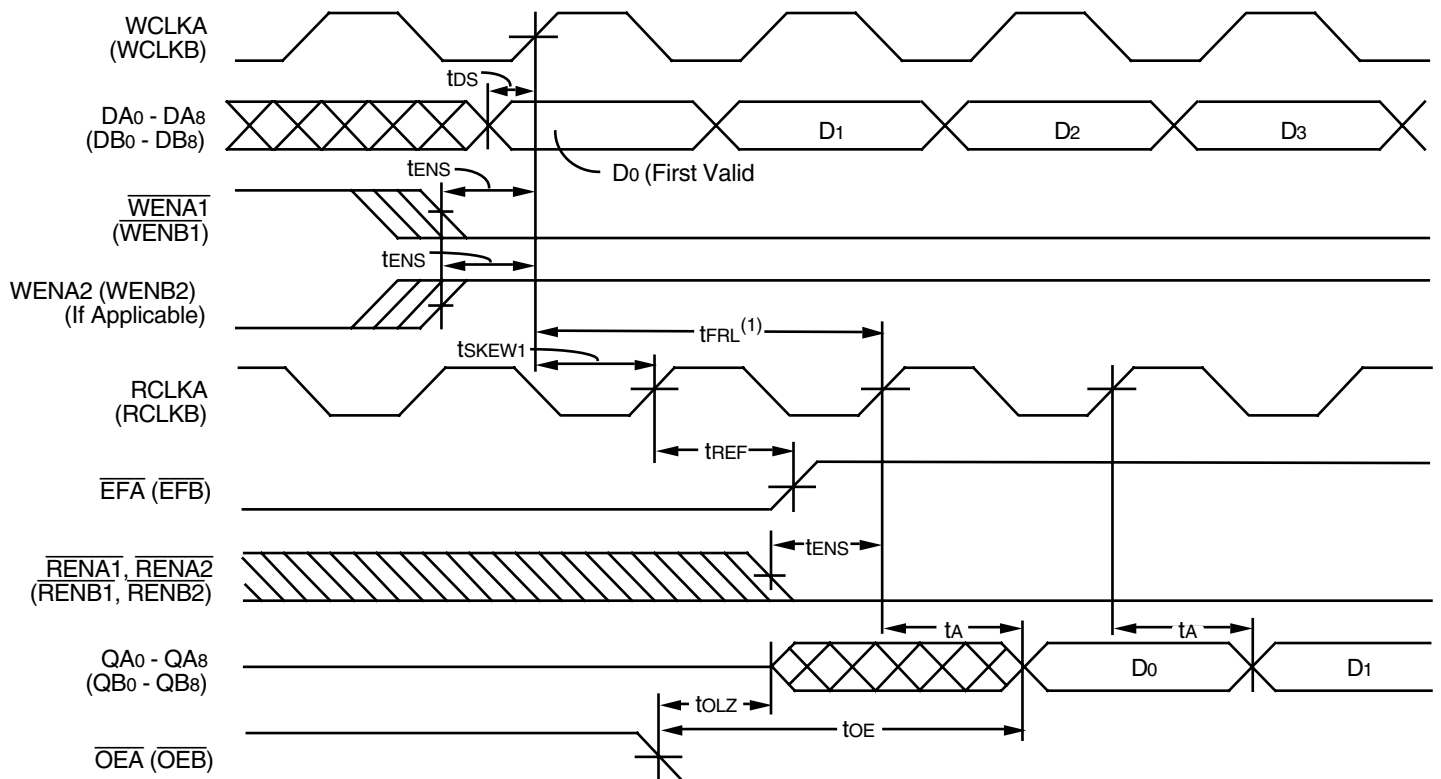 WCLKA
(WCLKB)
tDS
DA0 - DA8
(DB0 - DB8)
D1
D2
D3
D0 (First Valid
tENS
WENA1
(WENB1)
tENS
WENA2 (WENB2)
(If Applicable)
tFRL(1)
tSKEW1
RCLKA
(RCLKB)
tREF
EFA (EFB)
tENS
RENA1, RENA2
(RENB1, RENB2)
tA
tA
QA0 - QA8
(QB0 - QB8)
D0
D1
tOLZ
tOE
OEA (OEB)